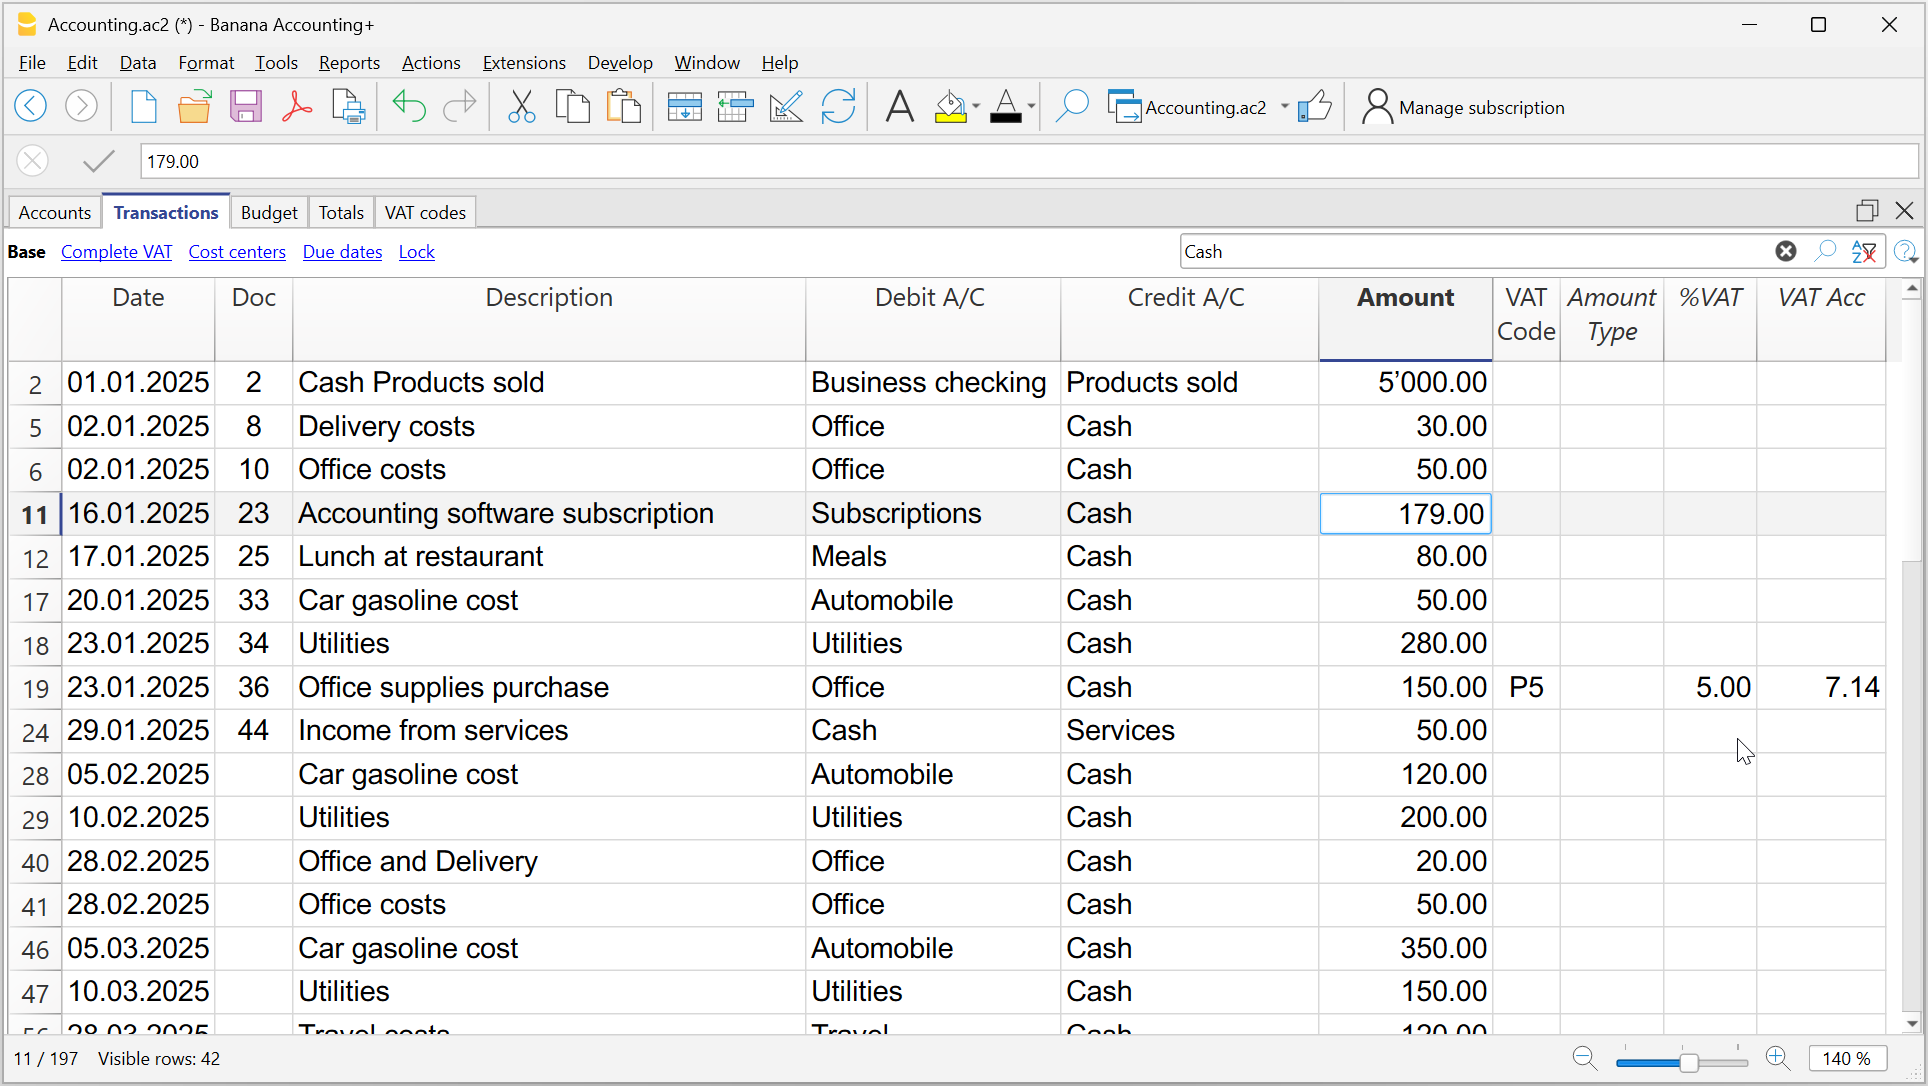 Accounting.ac2 (*) - Banana Accounting+
File Edit Data Format Tools Reports Actions Extensions Develop Window Help
Accounting.ac2 Manage subscription
179.00
Accounts Transactions Budget Totals VAT codes
Base Complete VAT Cost centers Due dates Lock Cash
Date Doc Description Debit A/C Credit A/C Amount VAT Code Amount Type %VAT VAT Acc
2 01.01.2025 2 Cash Products sold Business checking Products sold 5’000.00
5 02.01.2025 8 Delivery costs Office Cash 30.00
6 02.01.2025 10 Office costs Office Cash 50.00
11 16.01.2025 23 Accounting software subscription Subscriptions Cash 179.00
12 17.01.2025 25 Lunch at restaurant Meals Cash 80.00
17 20.01.2025 33 Car gasoline cost Automobile Cash 50.00
18 23.01.2025 34 Utilities Utilities Cash 280.00
19 23.01.2025 36 Office supplies purchase Office Cash 150.00 P5 5.00 7.14
24 29.01.2025 44 Income from services Cash Services 50.00
28 05.02.2025 Car gasoline cost Automobile Cash 120.00
29 10.02.2025 Utilities Utilities Cash 200.00
40 28.02.2025 Office and Delivery Office Cash 20.00
41 28.02.2025 Office costs Office Cash 50.00
46 05.03.2025 Car gasoline cost Automobile Cash 350.00
47 10.03.2025 Utilities Utilities Cash 150.00
28.03.2025 Travel costs Travel Cash 120.00
11 / 197 Visible rows: 42 140 %